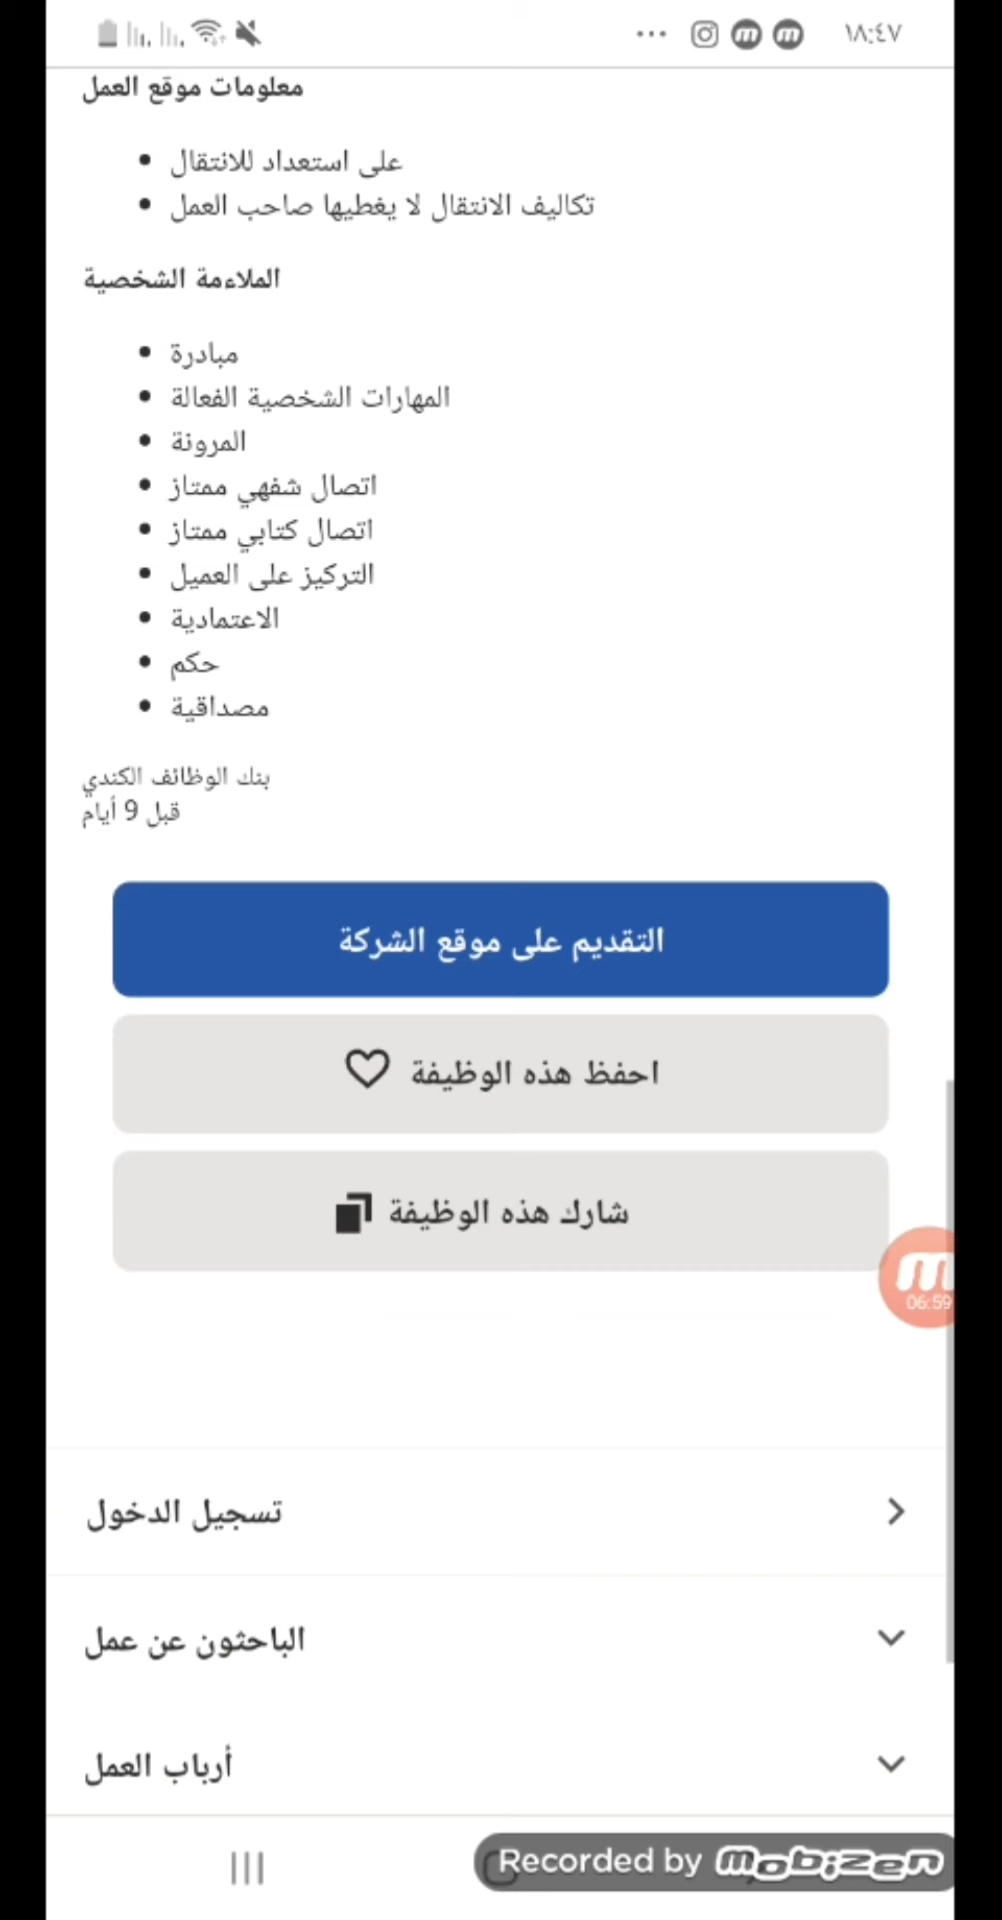 ١٨:٤٧
معلومات موقع العمل
على استعداد للانتقال
تكاليف الانتقال لا يغطيها صاحب العمل
الملاءمة الشخصية
مبادرة
المهارات الشخصية الفعالة
المرونة
اتصال شفهي ممتاز
اتصال كتابي ممتاز
التركيز على العميل
الاعتمادية
حكم
مصداقية
بنك الوظائف الكندي
قبل 9 أيام
التقديم على موقع الشركة
احفظ هذه الوظيفة
شارك هذه الوظيفة
06:59
تسجيل الدخول
الباحثون عن عمل
أرباب العمل
Recorded by mobizen